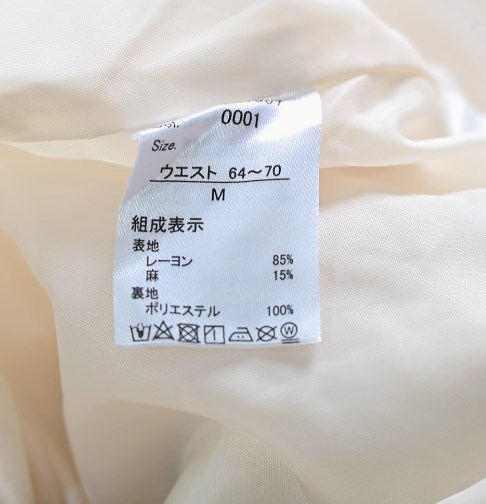 0001
Size.
ウエスト 64～70
M
組成表示
表地
レーヨン 85%
麻 15%
裏地
ポリエステル 100%